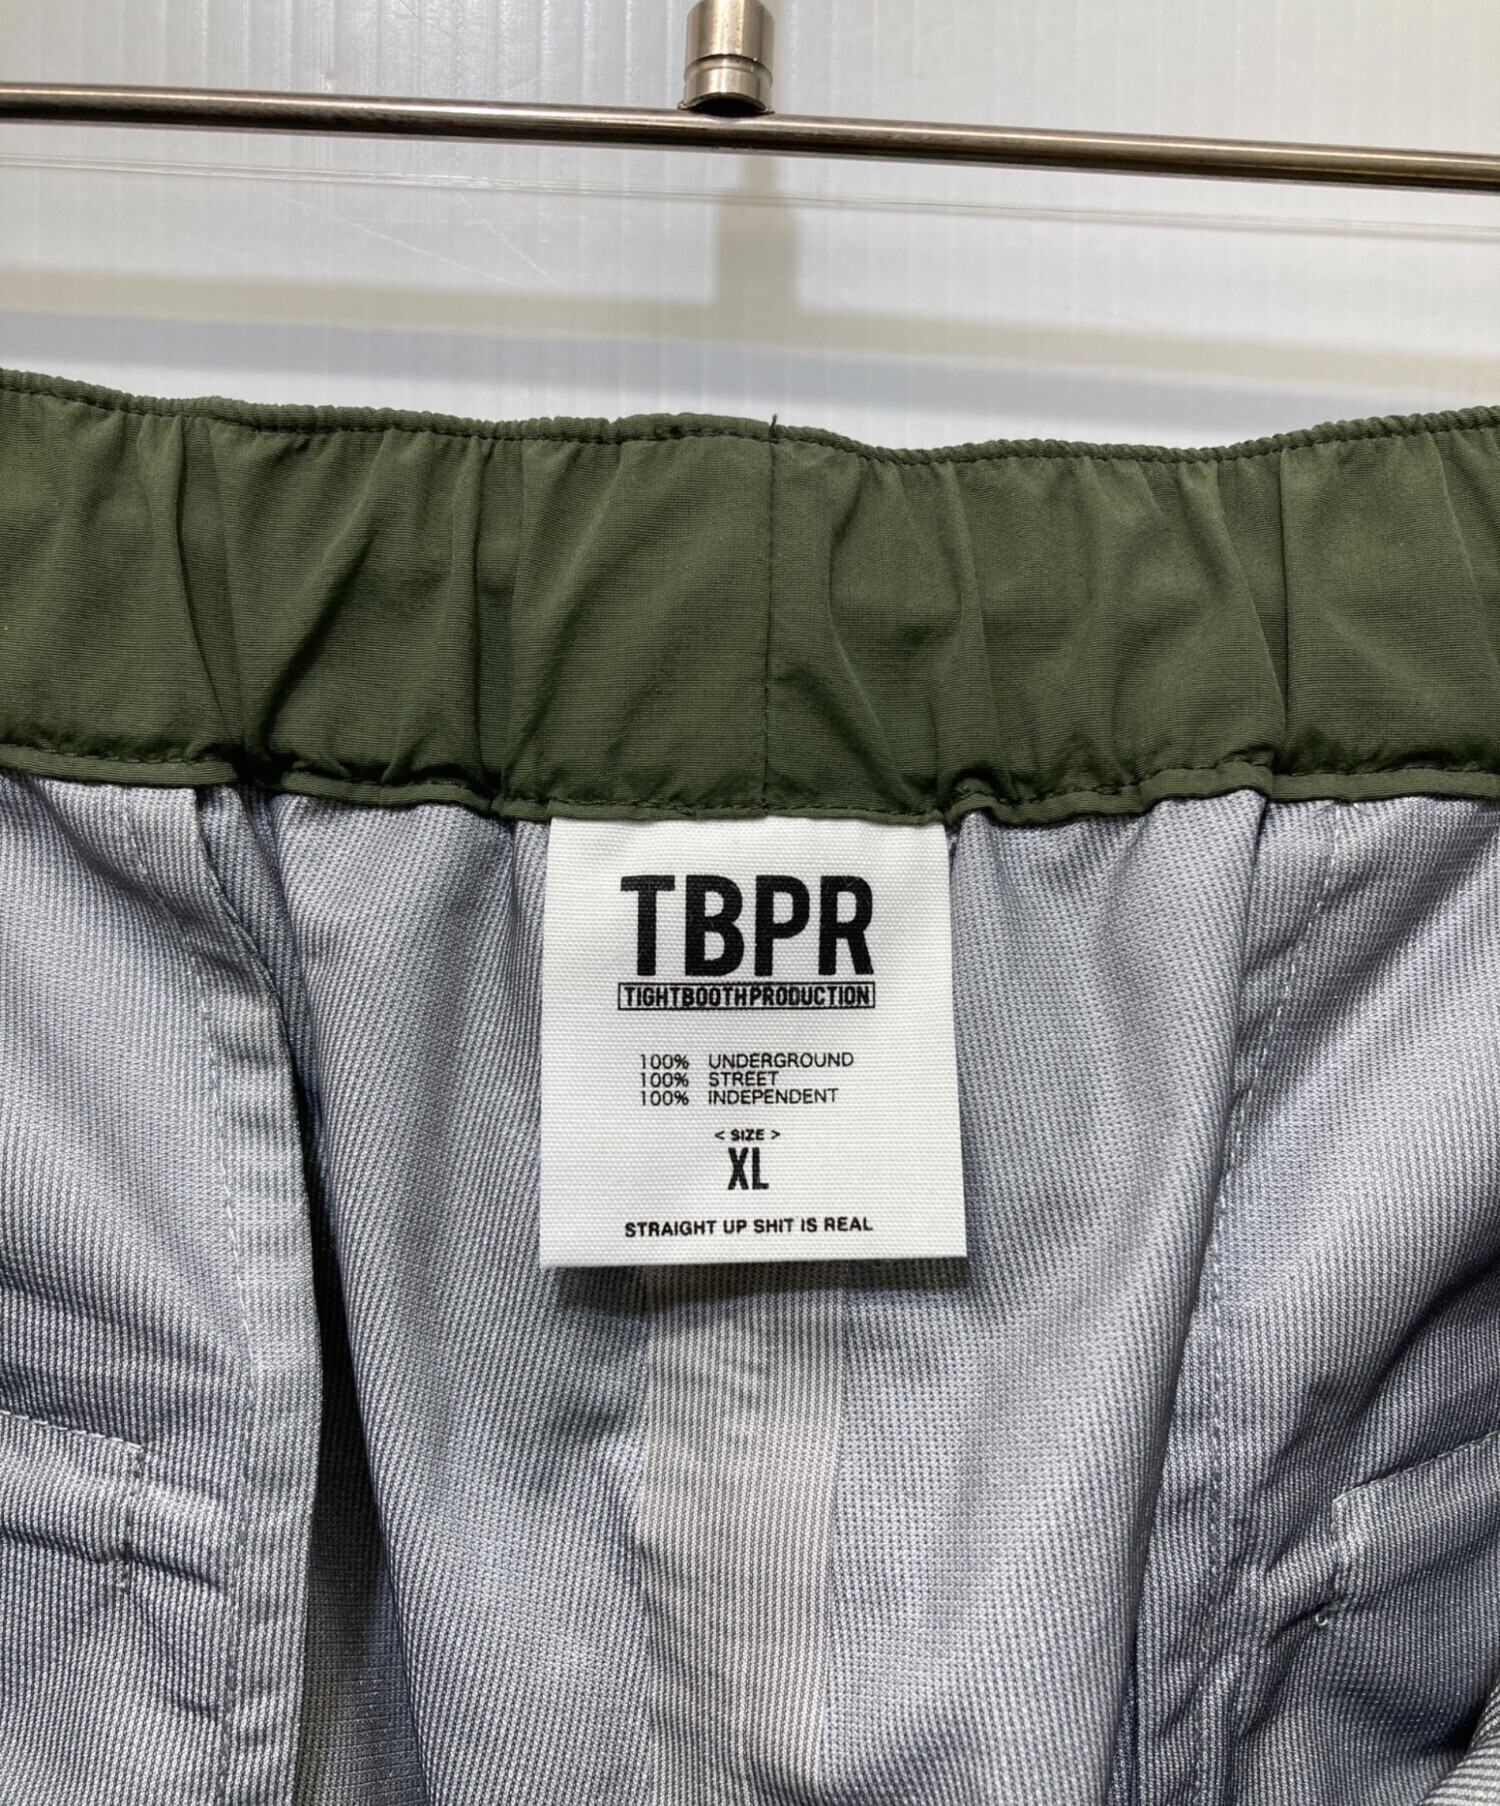 TBPR
TIGHTBOOTHPRODUCTION
100% UNDERGROUND
100% STREET
100% INDEPENDENT
< SIZE >
XL
STRAIGHT UP SHIT IS REAL